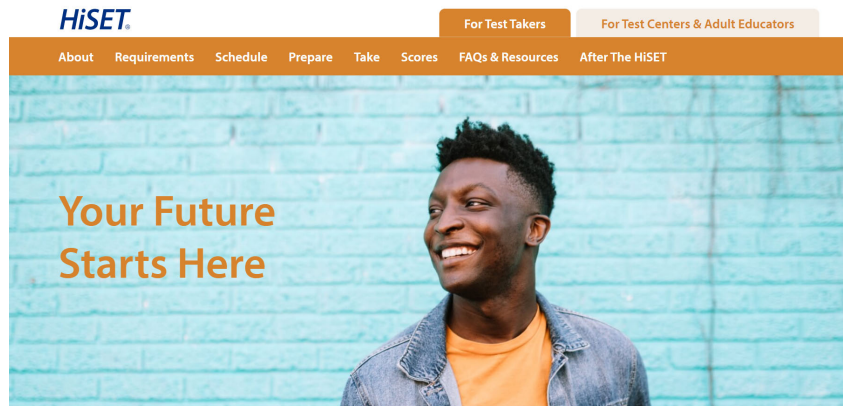 HiSET®
For Test Takers
For Test Centers & Adult Educators
About Requirements Schedule Prepare Take Scores FAQs & Resources After The HiSET
Your Future
Starts Here